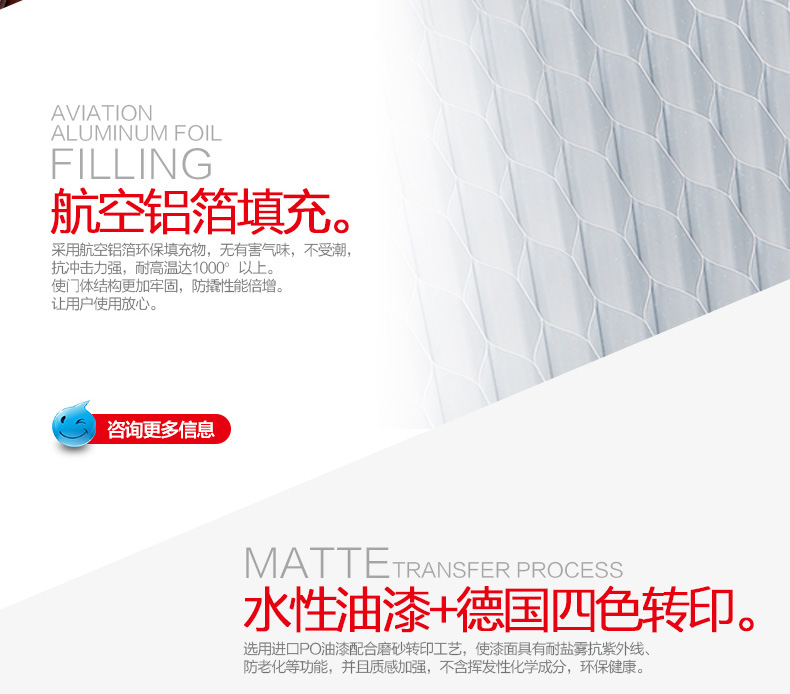 AVIATION
ALUMINUM FOIL
FILLING
航空铝箔填充。
采用航空铝箔环保填充物，无有害气味，不受潮，
抗冲击力强，耐高温达1000°以上。
使门体结构更加牢固，防撬性能倍增。
让用户使用放心。
咨询更多信息
MATTE TRANSFER PROCESS
水性油漆+德国四色转印。
选用进口PO油漆配合磨砂转印工艺，使漆面具有耐盐雾抗紫外线、
防老化等功能，并且质感加强，不含挥发性化学成分，环保健康。